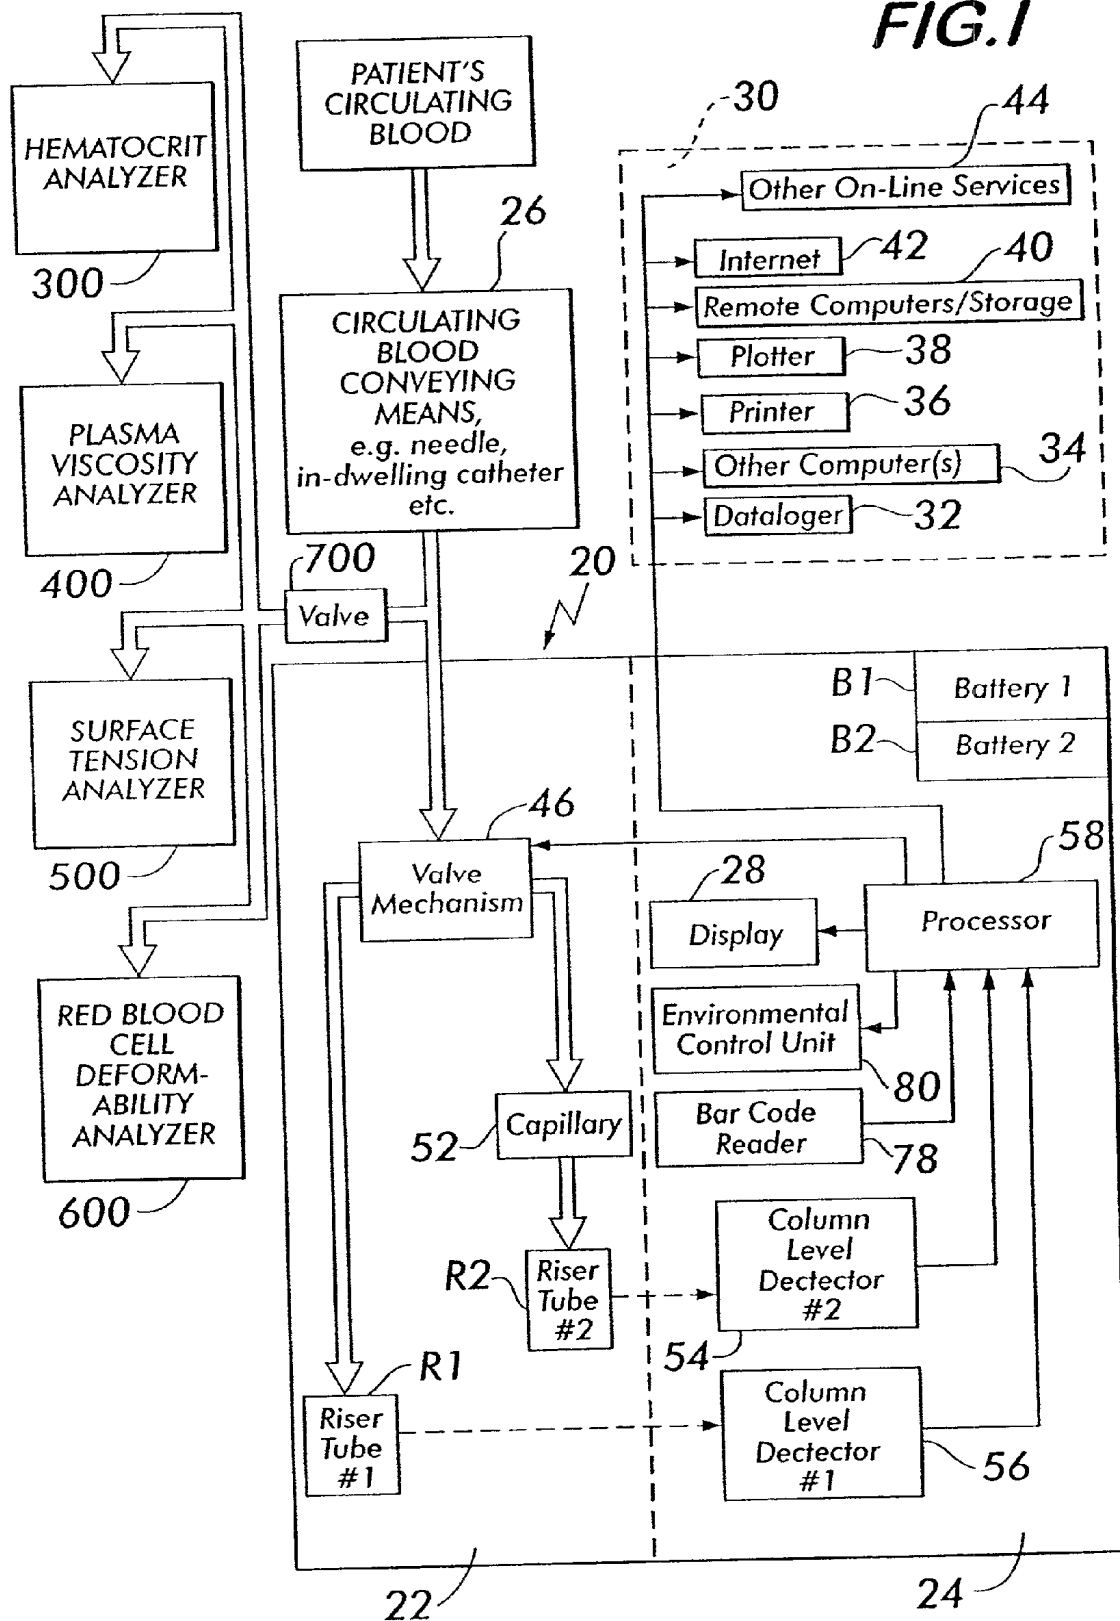 FIG.1
PATIENT'S
CIRCULATING
BLOOD
HEMATOCRIT
ANALYZER
300
26
CIRCULATING
BLOOD
CONVEYING
MEANS,
e.g. needle,
in-dwelling catheter
etc.
30
44
Other On-Line Services
Internet
42
40
Remote Computers/Storage
Plotter
38
Printer
36
Other Computer(s)
34
Dataloger
32
PLASMA
VISCOSITY
ANALYZER
400
700
Valve
20
SURFACE
TENSION
ANALYZER
500
B1
Battery 1
B2
Battery 2
46
Valve
Mechanism
58
Processor
28
Display
Environmental
Control Unit
80
Bar Code
Reader
78
RED BLOOD
CELL
DEFORM-
ABILITY
ANALYZER
600
52
Capillary
R2
Riser
Tube
#2
Column
Level
Dectector
#2
54
R1
Riser
Tube
#1
Column
Level
Dectector
#1
56
22
24